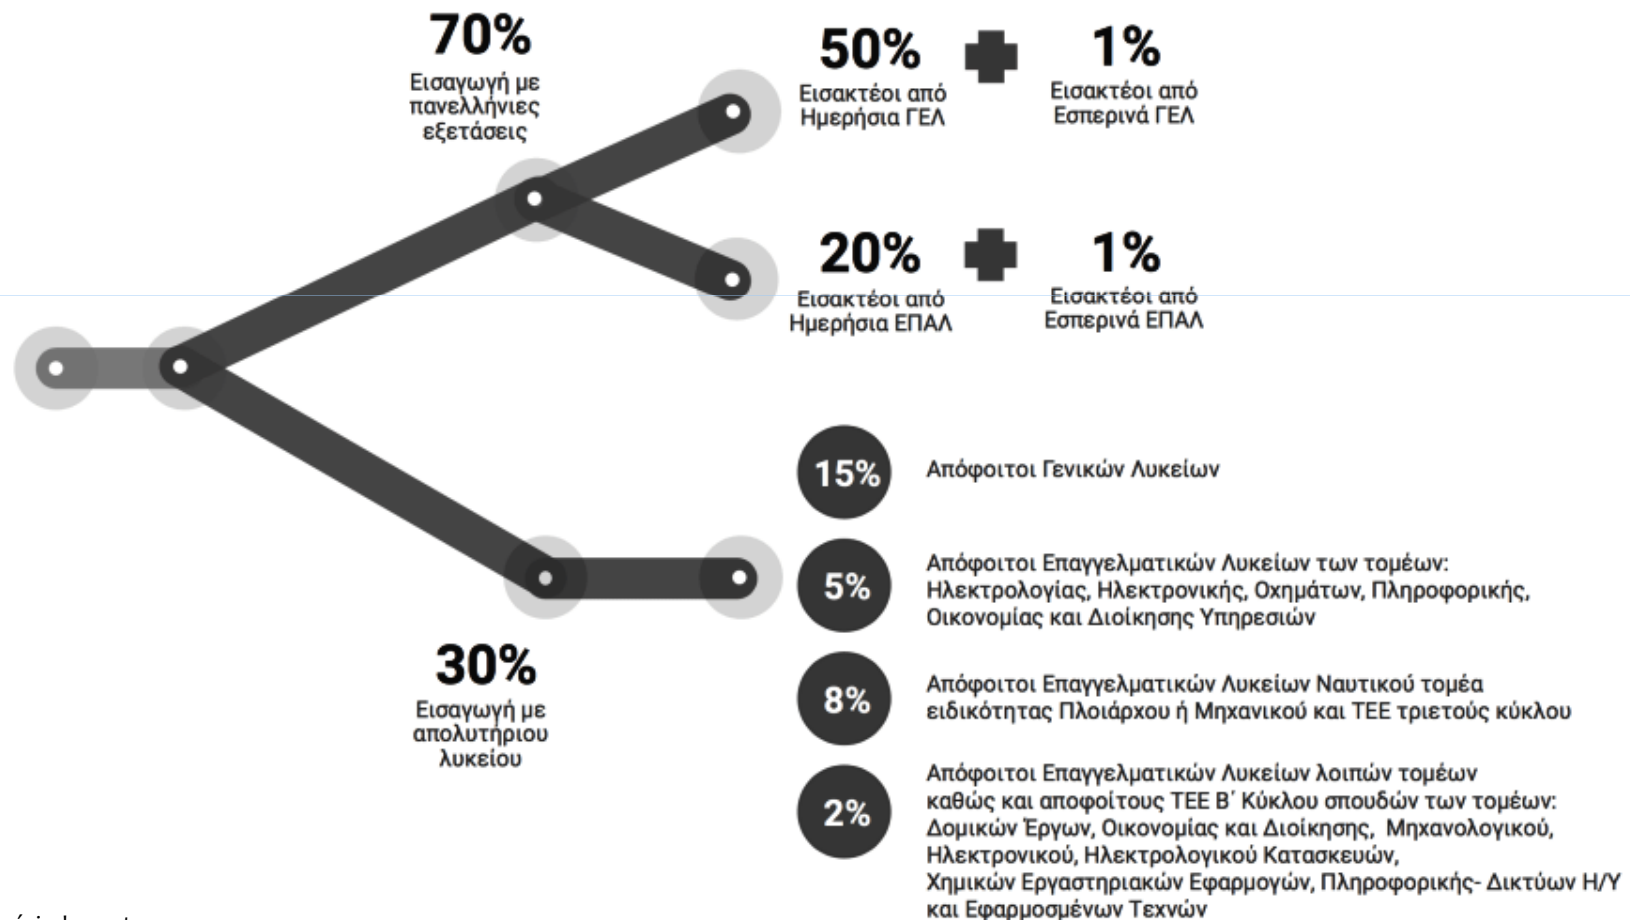 70%
Εισαγωγή με
πανελλήνιες
εξετάσεις
50%
Εισακτέοι από
Ημερήσια ΓΕΛ
1%
Εισακτέοι από
Εσπερινά ΓΕΛ
20%
Εισακτέοι από
Ημερήσια ΕΠΑΛ
1%
Εισακτέοι από
Εσπερινά ΕΠΑΛ
30%
Εισαγωγή με
απολυτήριο
λυκείου
15%
Απόφοιτοι Γενικών Λυκείων
5%
Απόφοιτοι Επαγγελματικών Λυκείων των τομέων:
Ηλεκτρολογίας, Ηλεκτρονικής, Οχημάτων, Πληροφορικής,
Οικονομίας και Διοίκησης Υπηρεσιών
8%
Απόφοιτοι Επαγγελματικών Λυκείων Ναυτικού τομέα
ειδικότητας Πλοιάρχου ή Μηχανικού και ΤΕΕ τριετούς κύκλου
2%
Απόφοιτοι Επαγγελματικών Λυκείων λοιπών τομέων
καθώς και αποφοίτους ΤΕΕ Β΄ Κύκλου σπουδών των τομέων:
Δομικών Έργων, Οικονομίας και Διοίκησης, Μηχανολογικού,
Ηλεκτρονικού, Ηλεκτρολογικού Κατασκευών,
Χημικών Εργαστηριακών Εφαρμογών, Πληροφορικής- Δικτύων Η/Υ
και Εφαρμοσμένων Τεχνών